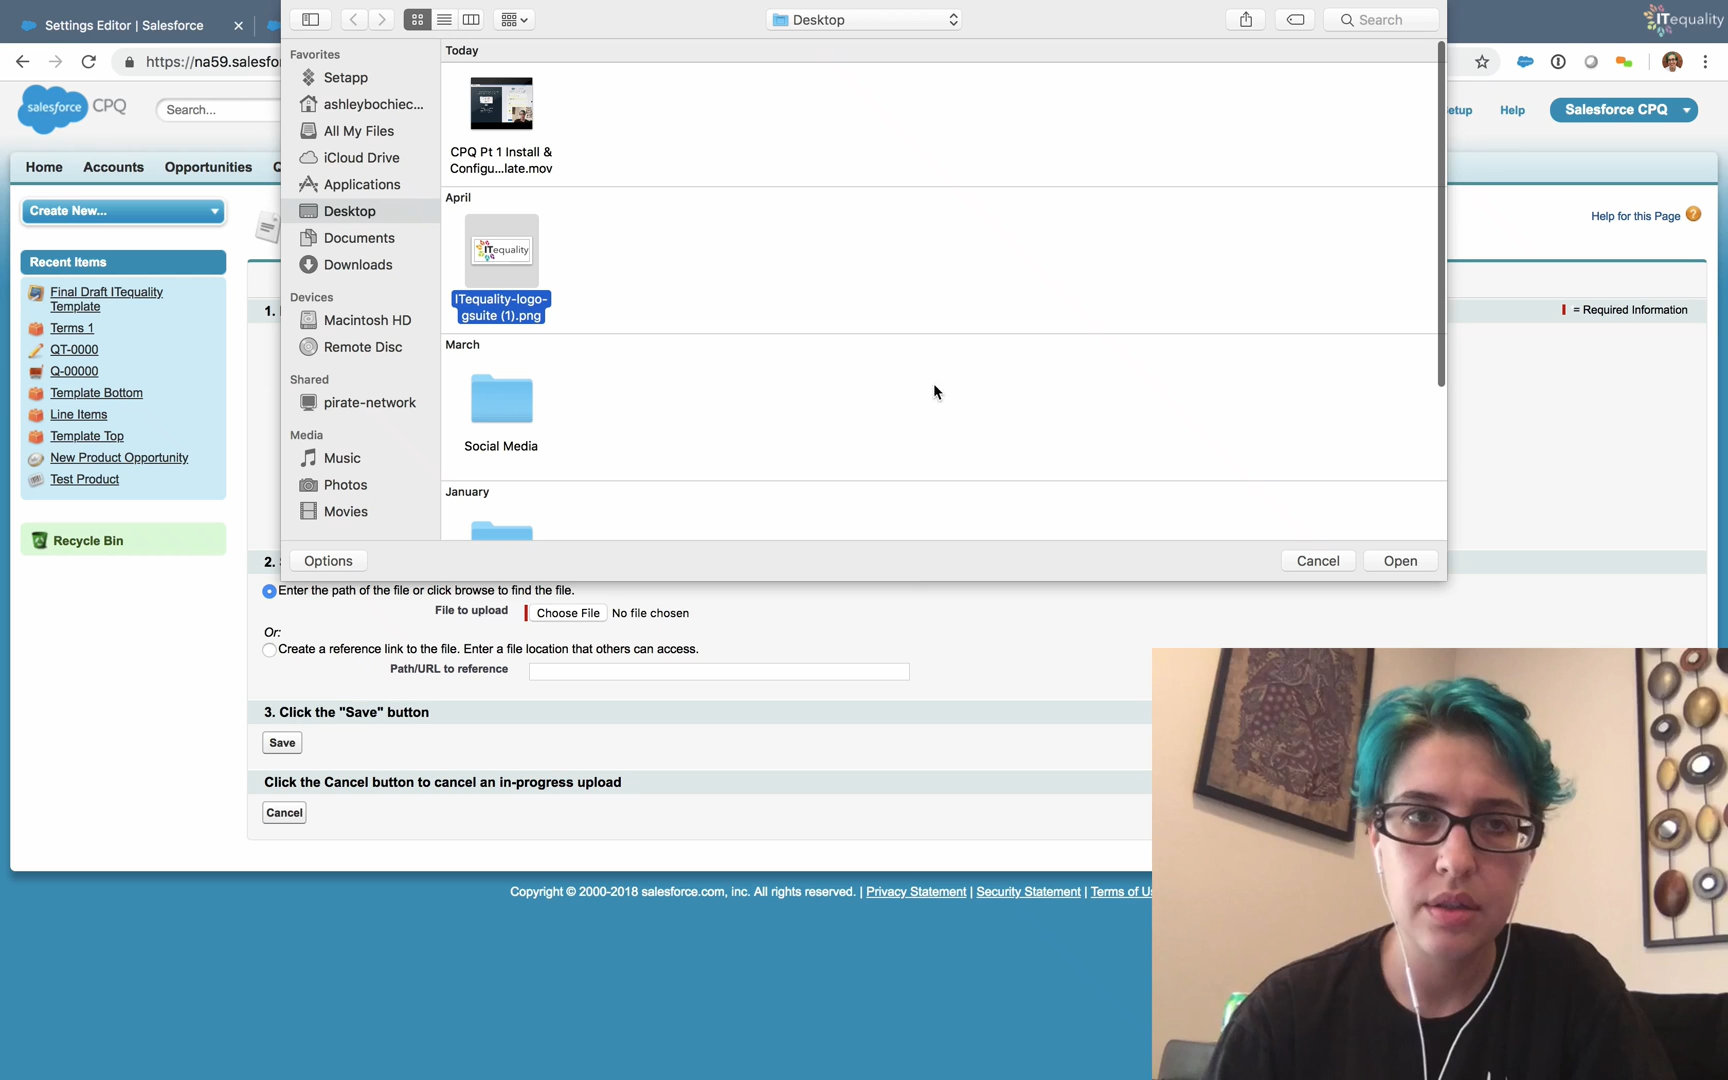 Settings Editor | Salesforce
Desktop
Search
ITequality
https://na59.salesfo
salesforce CPQ
Search...
etup
Help
Salesforce CPQ
Home
Accounts
Opportunities
Q
Create New...
Help for this Page
Recent Items
Final Draft ITequality
Template
Terms 1
QT-0000
Q-00000
Template Bottom
Line Items
Template Top
New Product Opportunity
Test Product
Recycle Bin
Favorites
Setapp
ashleybochiec...
All My Files
iCloud Drive
Applications
Desktop
Documents
Downloads
Devices
Macintosh HD
Remote Disc
Shared
pirate-network
Media
Music
Photos
Movies
Today
CPQ Pt 1 Install &
Configu...late.mov
April
ITequality
ITequality-logo-
gsuite (1).png
March
Social Media
January
Options
Cancel
Open
1.
= Required Information
2.
Enter the path of the file or click browse to find the file.
File to upload
Choose File
No file chosen
Or:
Create a reference link to the file. Enter a file location that others can access.
Path/URL to reference
3. Click the "Save" button
Save
Click the Cancel button to cancel an in-progress upload
Cancel
Copyright © 2000-2018 salesforce.com, inc. All rights reserved. | Privacy Statement | Security Statement | Terms of Us